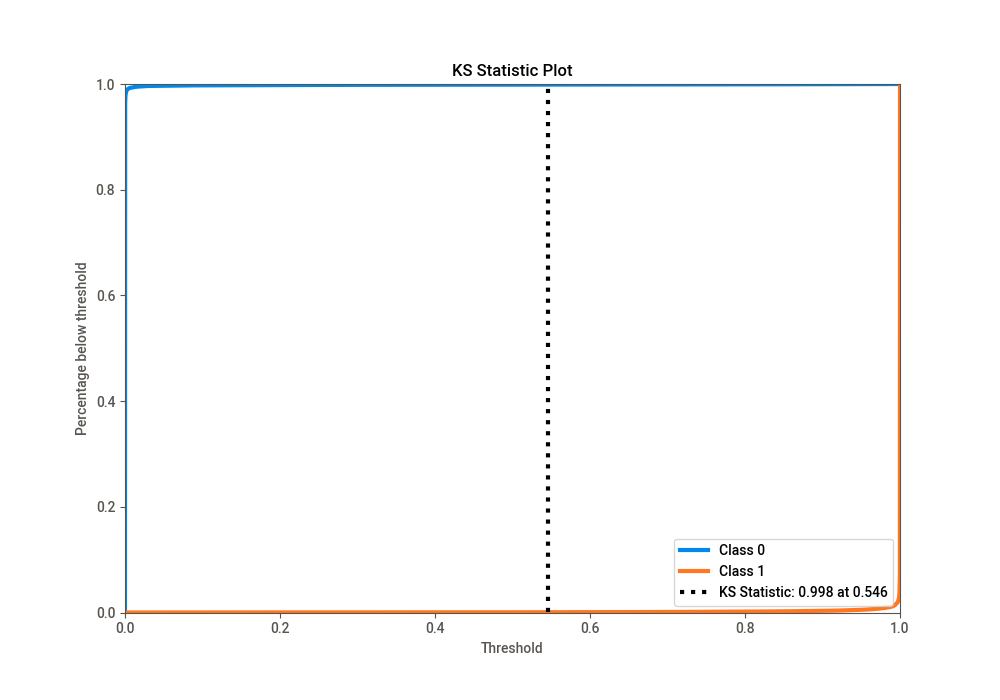 KS Statistic Plot
1.0
0.8
0.6
0.4
0.2
0.0
Percentage below threshold
0.0 0.2 0.4 0.6 0.8 1.0
Threshold
Class 0
Class 1
KS Statistic: 0.998 at 0.546